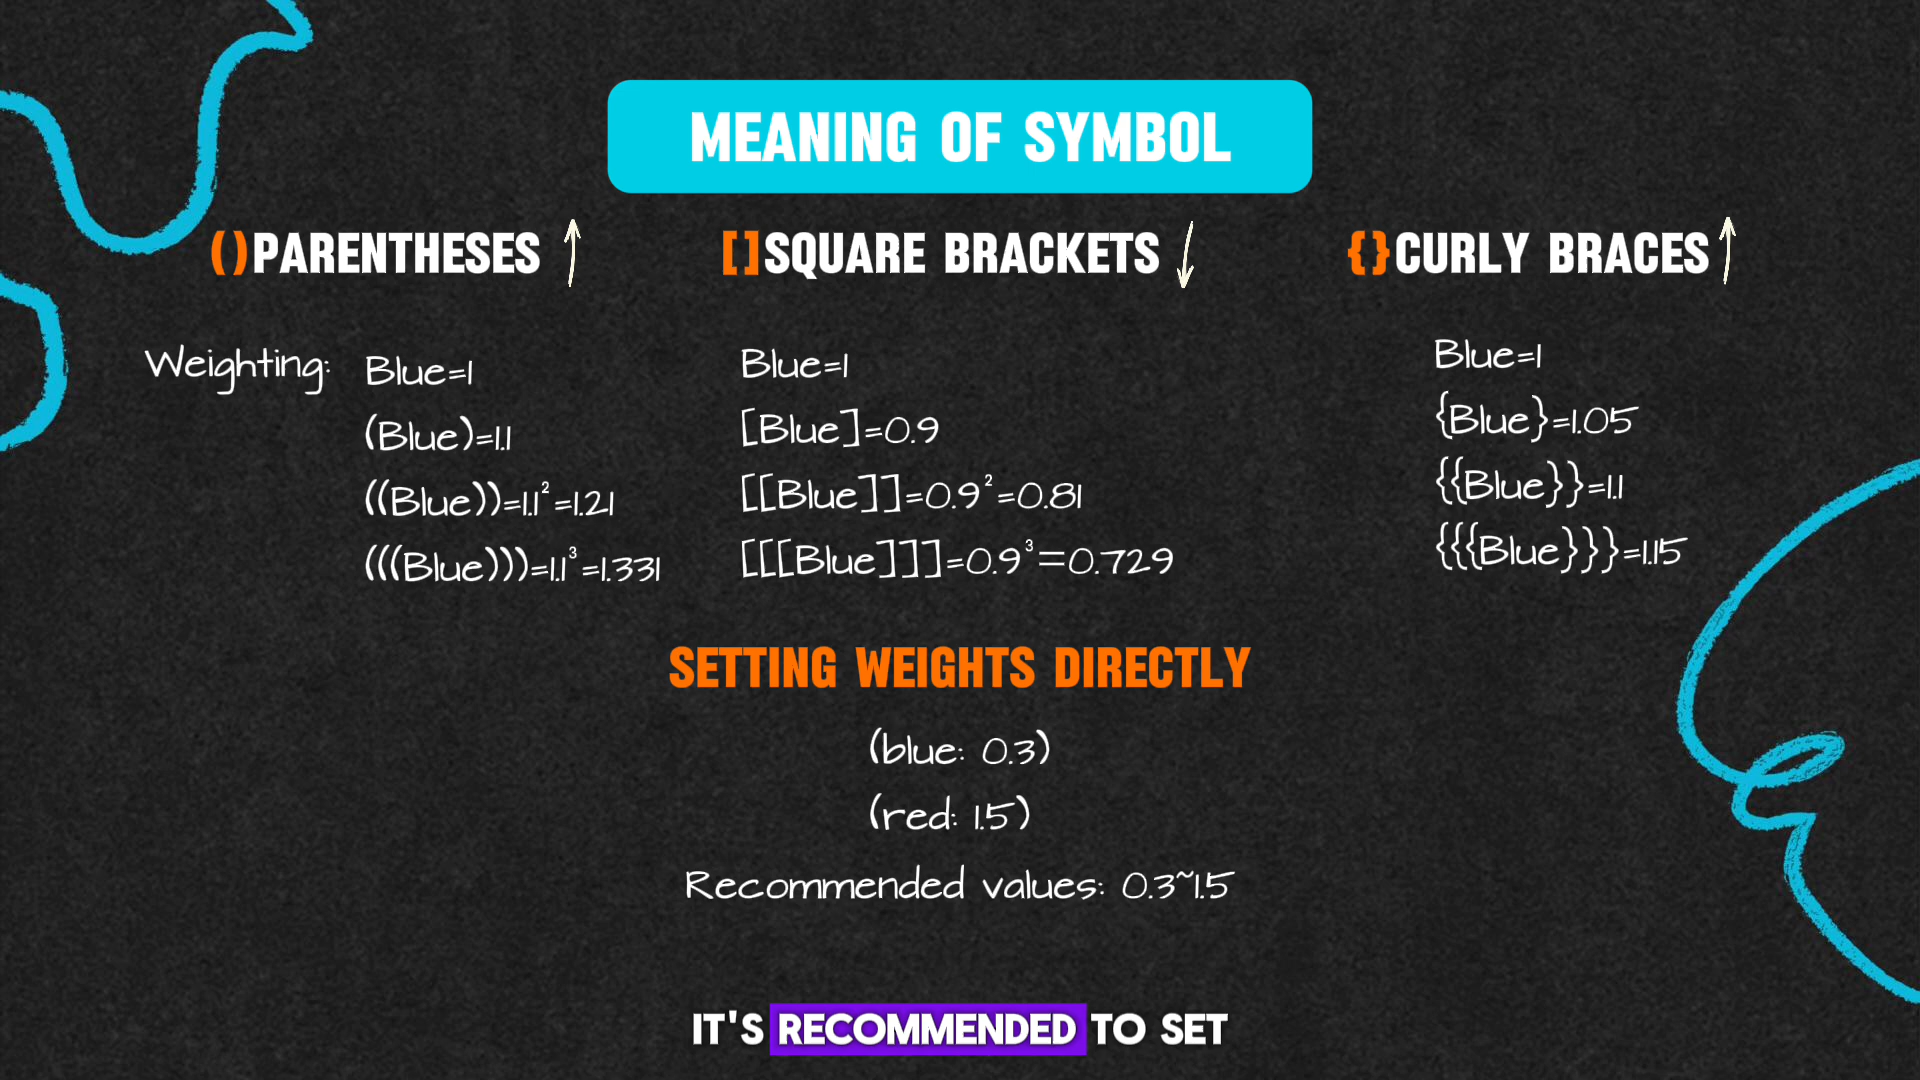 MEANING OF SYMBOL
()PARENTHESES
Weighting:
Blue=1
(Blue)=1.1
((Blue))=1.1²=1.21
(((Blue)))=1.1³=1.331
[]SQUARE BRACKETS
Blue=1
[Blue]=0.9
[[Blue]]=0.9²=0.81
[[[Blue]]]=0.9³=0.729
{}CURLY BRACES
Blue=1
{Blue}=1.05
{{Blue}}=1.1
{{{Blue}}}=1.15
SETTING WEIGHTS DIRECTLY
(blue: 0.3)
(red: 1.5)
Recommended values: 0.3~1.5
IT'S RECOMMENDED TO SET